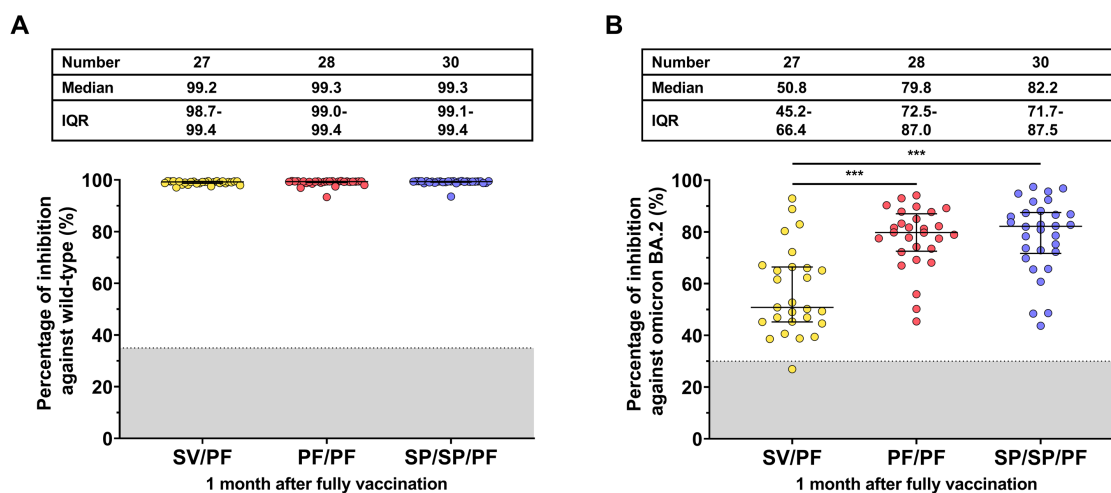 A
Number 27 28 30
Median 99.2 99.3 99.3
IQR 98.7-99.4 99.0-99.4 99.1-99.4
Percentage of inhibition
against wild-type (%)
100
80
60
40
20
0
SV/PF PF/PF SP/SP/PF
1 month after fully vaccination
B
Number 27 28 30
Median 50.8 79.8 82.2
IQR 45.2-66.4 72.5-87.0 71.7-87.5
***
***
Percentage of inhibition
against omicron BA.2 (%)
100
80
60
40
20
0
SV/PF PF/PF SP/SP/PF
1 month after fully vaccination